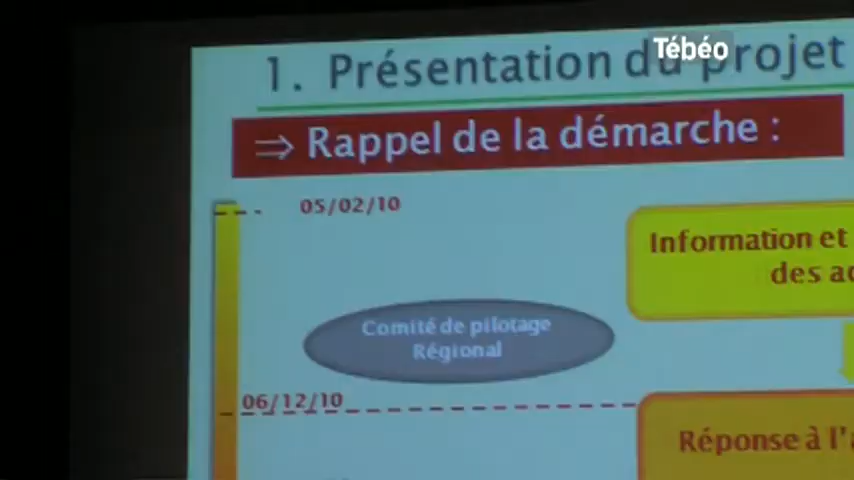 Tébéo
1. Présentation du projet
⇒ Rappel de la démarche :
05/02/10
Information et
des
Comité de pilotage
Régional
06/12/10
Réponse à l'